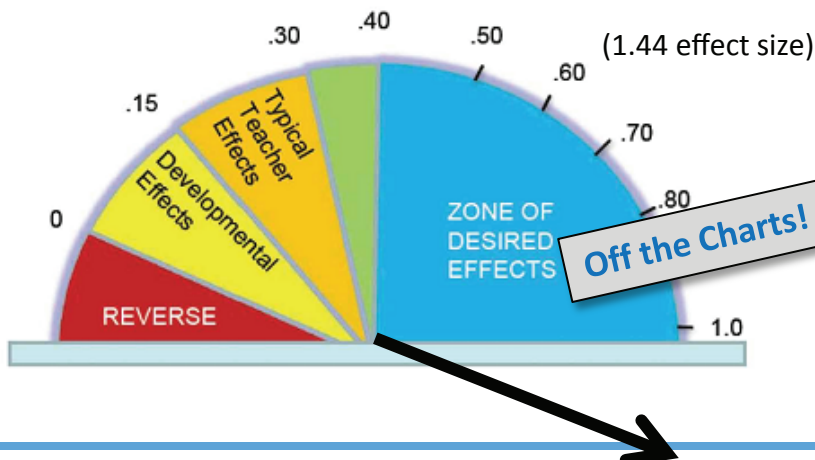 .40
.30
.50
(1.44 effect size)
.60
.15
.70
Typical
Teacher
Effects
Developmental
Effects
.80
0
ZONE OF
DESIRED
EFFECTS
Off the Charts!
REVERSE
1.0